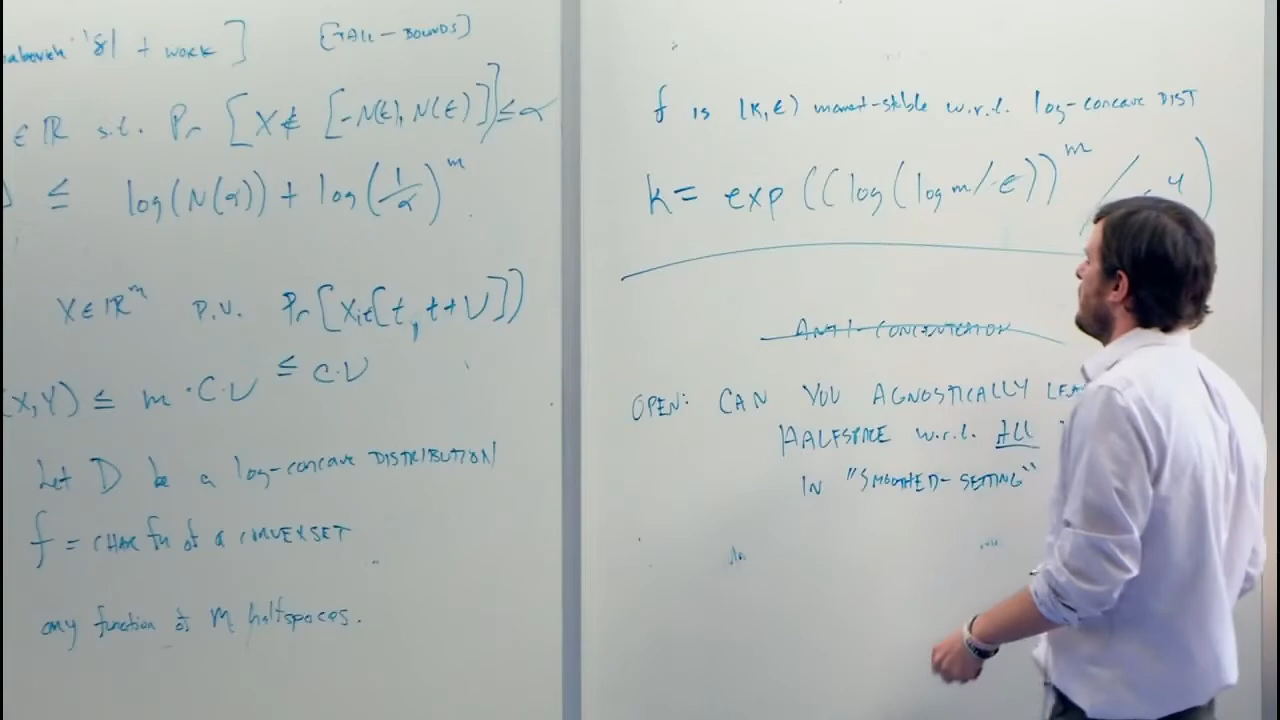 '81 + work]
[TAIL-BOUNDS]
∈ ℝ s.t. Pr [X ∉ [-N(ε), N(ε)]] ≤ α
≤ log(N(α)) + log(1/α)^m
X ∈ ℝ^m r.v. Pr[X_i ∈ [t, t+V]])
≤ C·V
(X,Y) ≤ m·C·V
Let D be a log-concave DISTRIBUTION
f = CHAR fn of a CONVEX SET
any function of m halfspaces.
f is (K,ε) moment-stable w.r.t. log-concave DIST
k = exp((log(log m/ε))^m / 4)
ANTI-CONCENTRATION
OPEN: CAN YOU AGNOSTICALLY
HALFSPACE w.r.t. ALL
IN "SMOOTHED-SETTING"